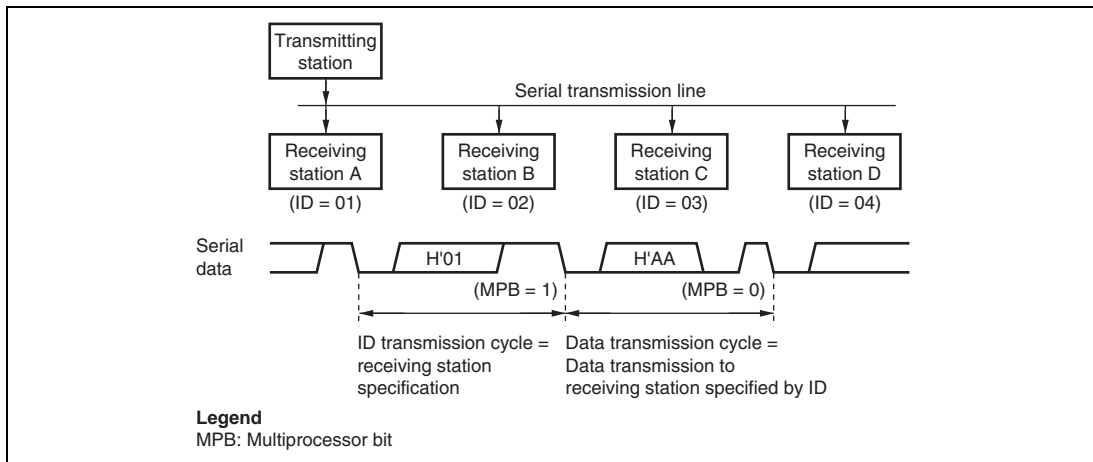 Transmitting
station
Serial transmission line
Receiving
station A
(ID = 01)
Receiving
station B
(ID = 02)
Receiving
station C
(ID = 03)
Receiving
station D
(ID = 04)
Serial
data
H'01
H'AA
(MPB = 1)
(MPB = 0)
ID transmission cycle =
receiving station
specification
Data transmission cycle =
Data transmission to
receiving station specified by ID
Legend
MPB: Multiprocessor bit